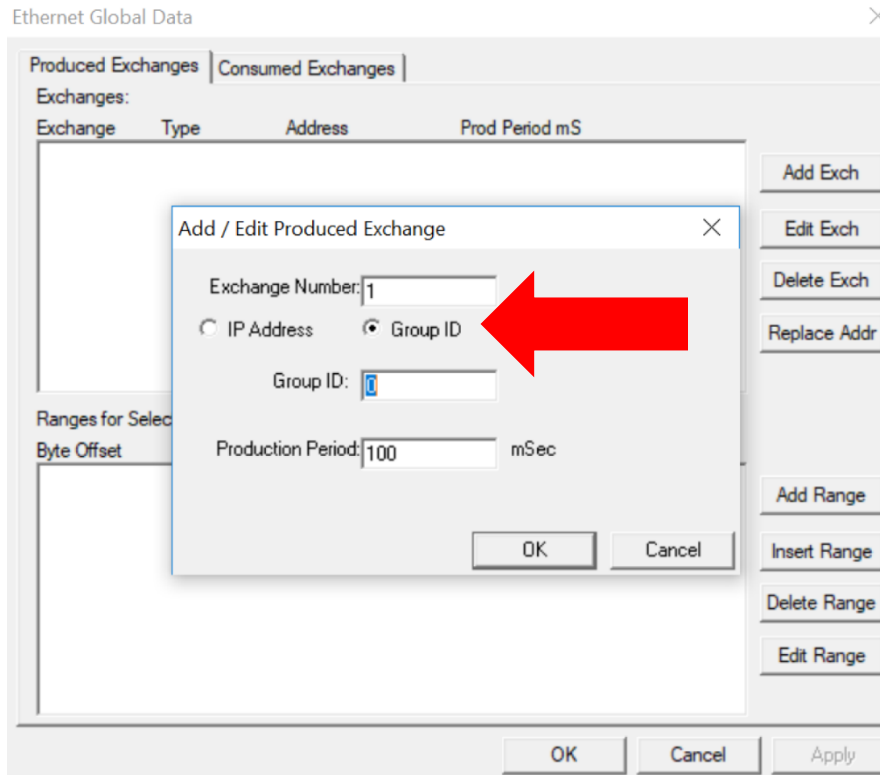 Ethernet Global Data
Produced Exchanges Consumed Exchanges
Exchanges:
Exchange Type Address Prod Period mS
Add Exch
Edit Exch
Delete Exch
Replace Addr
Add / Edit Produced Exchange
Exchange Number: 1
IP Address Group ID
Group ID: 0
Production Period: 100 mSec
OK Cancel
Ranges for Selec
Byte Offset
Add Range
Insert Range
Delete Range
Edit Range
OK Cancel Apply